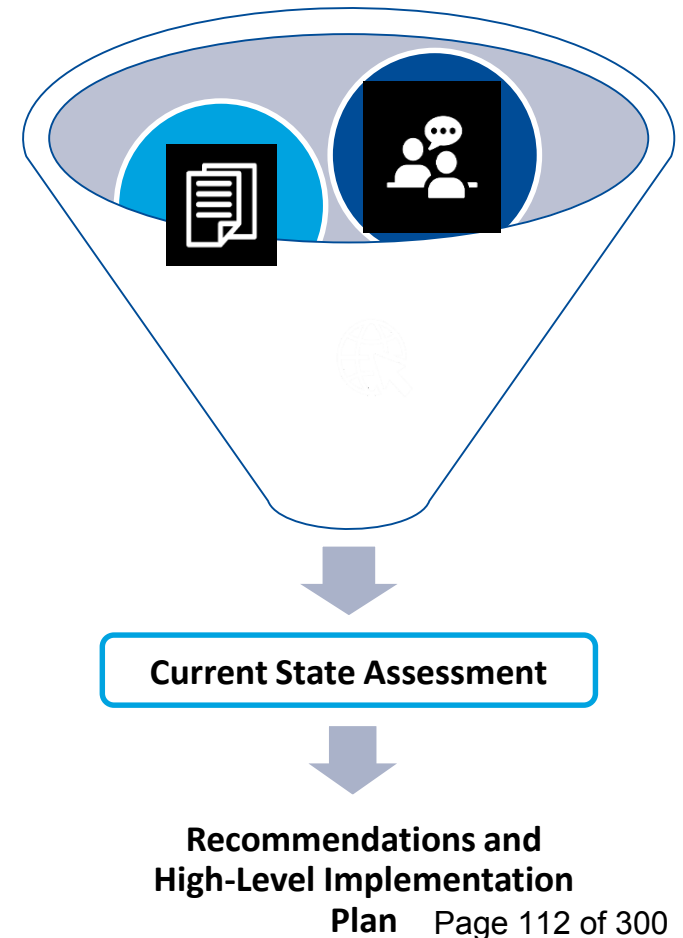 Current State Assessment
Recommendations and
High-Level Implementation
Plan
Page 112 of 300